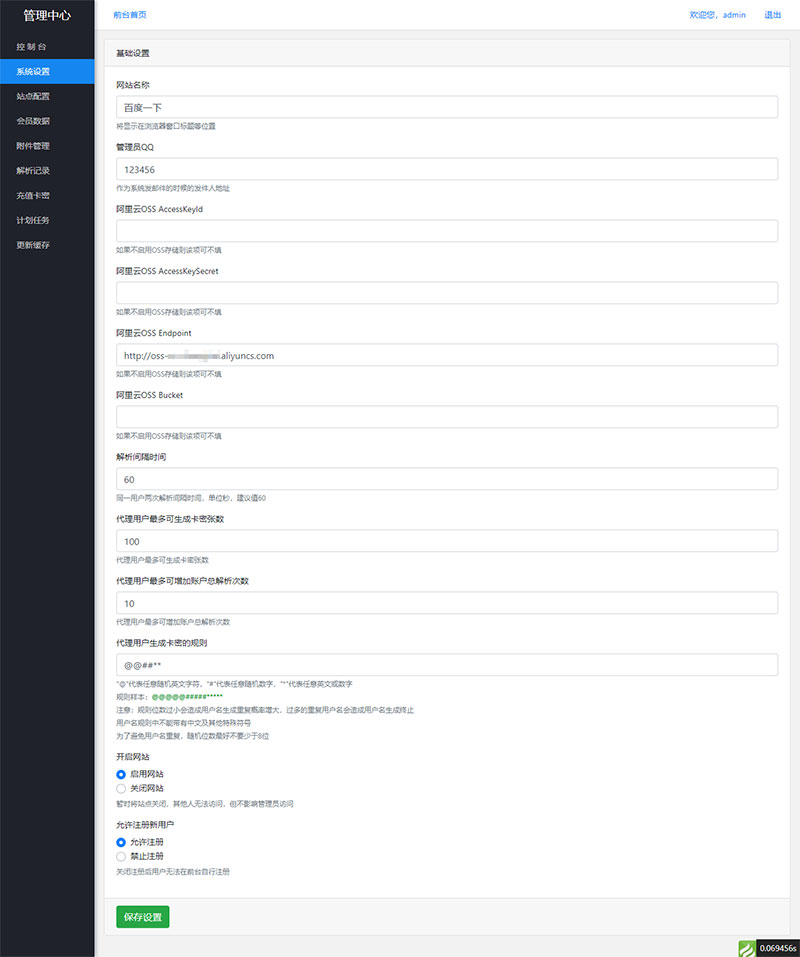 管理中心
前台首页
欢迎您，admin
退出
控 制 台
系统设置
站点配置
会员数据
附件管理
解析记录
充值卡密
计划任务
更新缓存
基础设置
网站名称
百度一下
将显示在浏览器窗口标题等位置
管理员QQ
123456
作为系统发邮件的时候的发件人地址
阿里云OSS AccessKeyId
如果不启用OSS存储则该项可不填
阿里云OSS AccessKeySecret
如果不启用OSS存储则该项可不填
阿里云OSS Endpoint
http://oss- .aliyuncs.com
如果不启用OSS存储则该项可不填
阿里云OSS Bucket
如果不启用OSS存储则该项可不填
解析间隔时间
60
同一用户两次解析间隔时间，单位秒，建议值60
代理用户最多可生成卡密张数
100
代理用户最多可生成卡密张数
代理用户最多可增加账户总解析次数
10
代理用户最多可增加账户总解析次数
代理用户生成卡密的规则
@@##**
"@"代表任意随机英文字符，"#"代表任意随机数字，"*"代表任意英文或数字
规则样本：@@@@@#####*****
注意：规则位数过小会造成用户名生成重复概率增大，过多的重复用户名会造成用户名生成终止
用户名规则中不能带有中文及其他特殊符号
为了避免用户名重复，随机位数最好不要少于8位
开启网站
启用网站
关闭网站
暂时将站点关闭，其他人无法访问，但不影响管理员访问
允许注册新用户
允许注册
禁止注册
关闭注册后用户无法在前台自行注册
保存设置
0.069456s